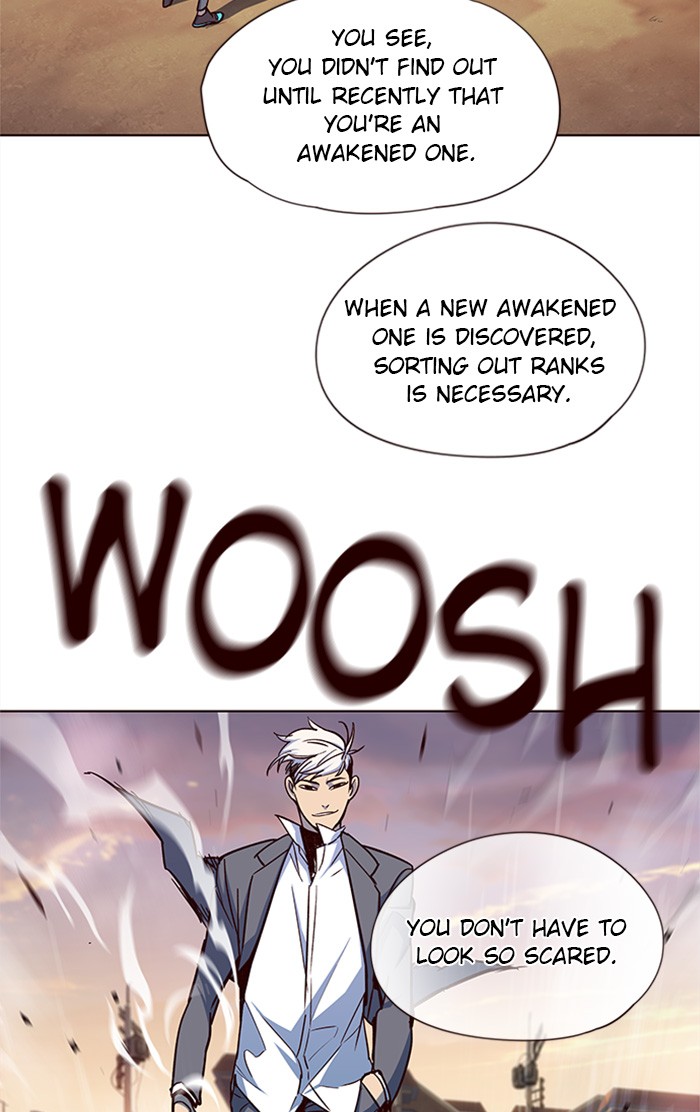 YOU SEE,
YOU DIDN'T FIND OUT
UNTIL RECENTLY THAT
YOU'RE AN
AWAKENED ONE.
WHEN A NEW AWAKENED
ONE IS DISCOVERED,
SORTING OUT RANKS
IS NECESSARY.
WOOSH
YOU DON'T HAVE TO
LOOK SO SCARED.